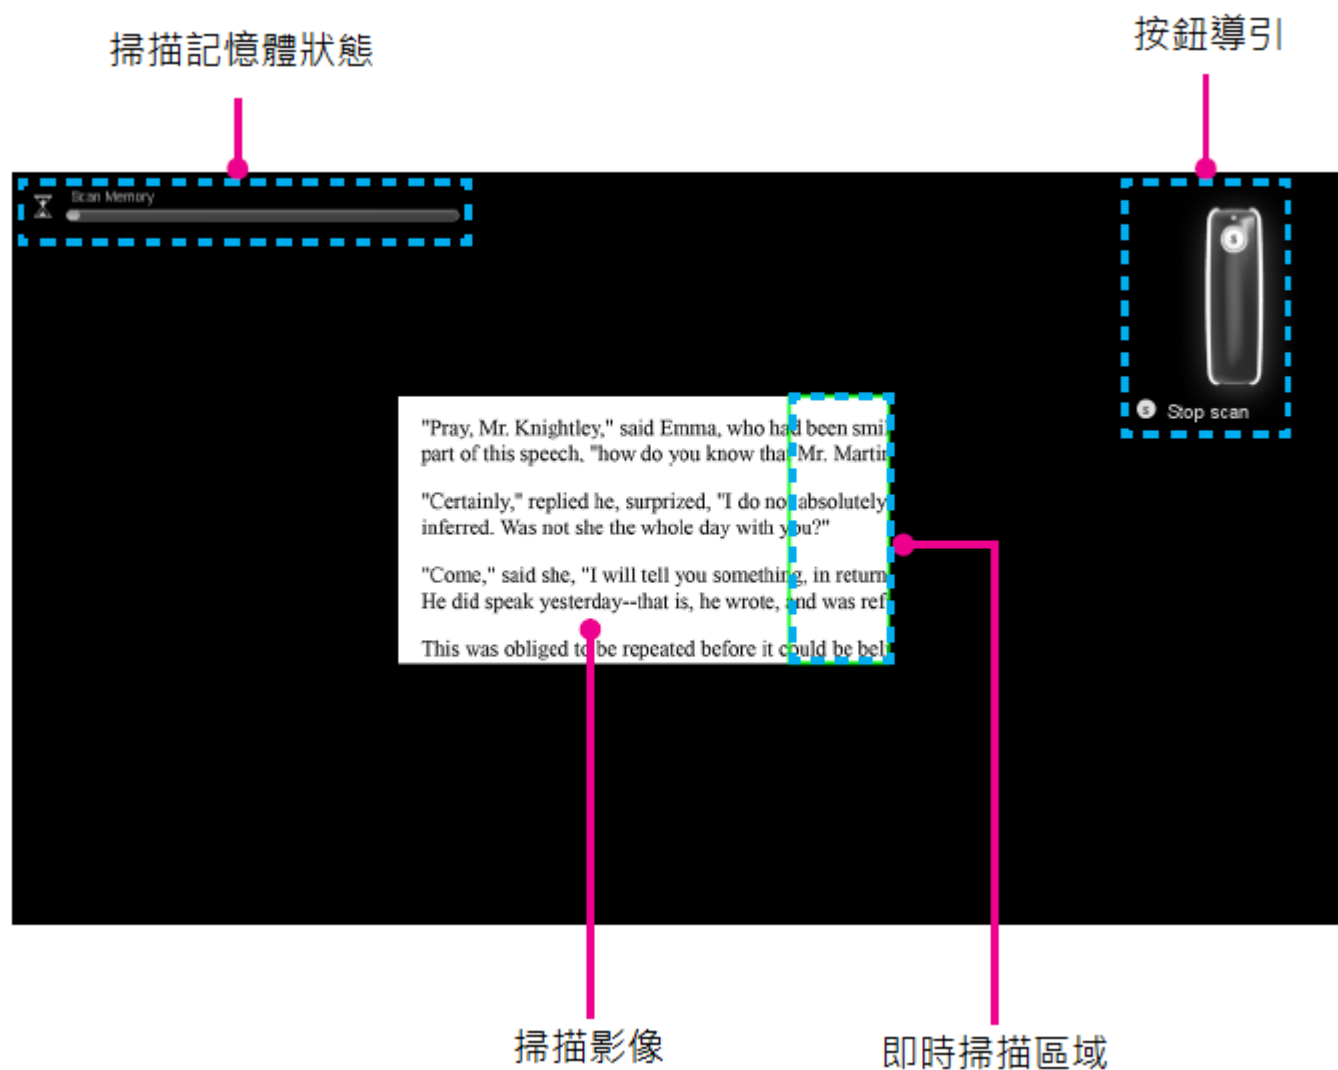 掃描記憶體狀態
按鈕導引
Scan Memory
S
S Stop scan
"Pray, Mr. Knightley," said Emma, who had been smi
part of this speech, "how do you know that Mr. Martin
"Certainly," replied he, surprized, "I do not absolutely
inferred. Was not she the whole day with you?"
"Come," said she, "I will tell you something, in return
He did speak yesterday--that is, he wrote, and was ref
This was obliged to be repeated before it could be bel
掃描影像
即時掃描區域